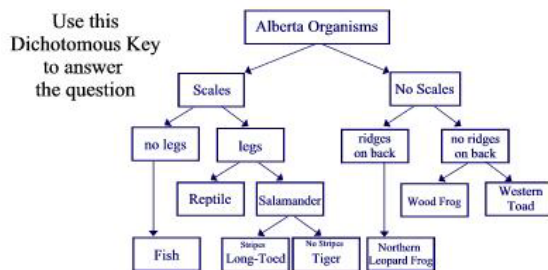 Use this
Dichotomous Key
to answer
the question
Alberta Organisms
Scales
No Scales
no legs
legs
ridges
on back
no ridges
on back
Reptile
Salamander
Wood Frog
Western
Toad
Fish
Stripes
Long-Toed
No Stripes
Tiger
Northern
Leopard Frog